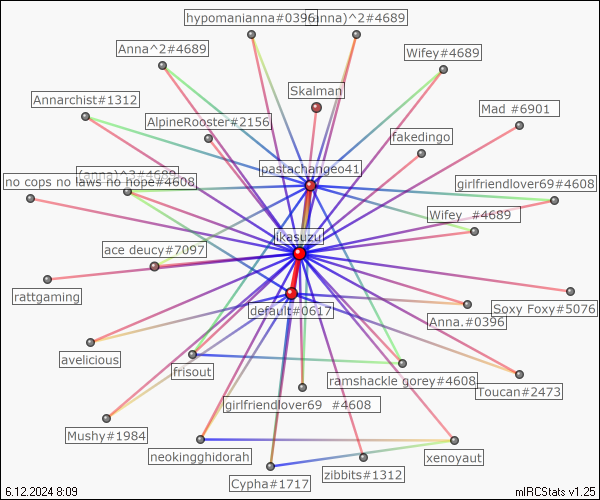 hypomanianna#0396
(anna)^2#4689
Anna^2#4689
Wifey#4689
Skalman
Annarchist#1312
Mad #6901
AlpineRooster#2156
fakedingo
pastachangeo41
(anna)^3#4689
no cops no laws no hope#4608
girlfriendlover69#4608
Wifey #4689
ikasuzu
ace deucy#7097
rattgaming
Soxy Foxy#5076
default#0617
Anna.#0396
avelicious
frisout
ramshackle gorey#4608
Toucan#2473
girlfriendlover69 #4608
Mushy#1984
neokingghidorah
xenoyaut
zibbits#1312
Cypha#1717
6.12.2024 8:09
mIRCStats v1.25